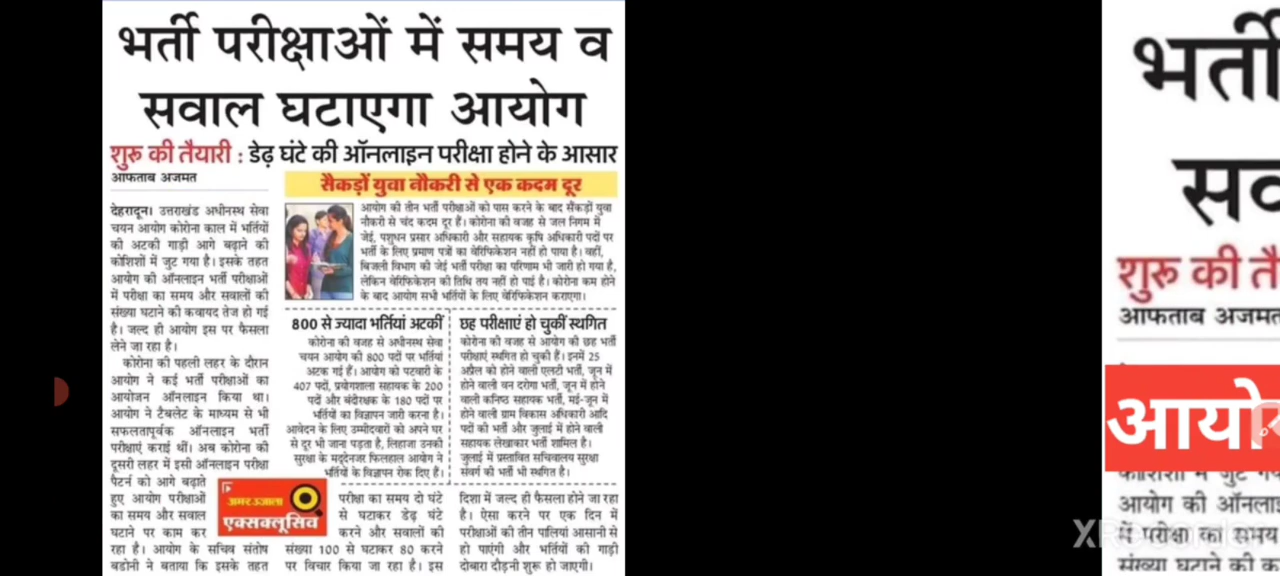 भर्ती परीक्षाओं में समय व
सवाल घटाएगा आयोग
शुरू की तैयारी : डेढ़ घंटे की ऑनलाइन परीक्षा होने के आसार
आफताब अजमत
देहरादून। उत्तराखंड अधीनस्थ सेवा
चयन आयोग कोरोना काल में भर्तियों
की अटकी गाड़ी आगे बढ़ाने की
कोशिशों में जुट गया है। इसके तहत
आयोग की ऑनलाइन भर्ती परीक्षाओं
में परीक्षा का समय और सवालों की
संख्या घटाने की कवायद तेज हो गई
है। जल्द ही आयोग इस पर फैसला
लेने जा रहा है।
कोरोना की पहली लहर के दौरान
आयोग ने कई भर्ती परीक्षाओं का
आयोजन ऑनलाइन किया था।
आयोग ने टैबलेट के माध्यम से भी
सफलतापूर्वक ऑनलाइन भर्ती
परीक्षाएं कराई थीं। अब कोरोना की
दूसरी लहर में इसी ऑनलाइन परीक्षा
पैटर्न को आगे बढ़ाते
हुए आयोग परीक्षाओं
का समय और सवाल
घटाने पर काम कर
रहा है। आयोग के सचिव संतोष
बडोनी ने बताया कि इसके तहत
सैकड़ों युवा नौकरी से एक कदम दूर
आयोग की तीन भर्ती परीक्षाओं को पास करने के बाद सैंकड़ों युवा
नौकरी से चंद कदम दूर हैं। कोरोना की वजह से जल निगम में
जेई, पशुधन प्रसार अधिकारी और सहायक कृषि अधिकारी पदों पर
भर्ती के लिए प्रमाण पत्रों का वेरिफिकेशन नहीं हो पाया है। वहीं,
बिजली विभाग की जेई भर्ती परीक्षा का परिणाम भी जारी हो गया है,
लेकिन वेरिफिकेशन की तिथि तय नहीं हो पाई है। कोरोना कम होने
के बाद आयोग सभी भर्तियों के लिए वेरिफिकेशन कराएगा।
800 से ज्यादा भर्तियां अटकीं
कोरोना की वजह से अधीनस्थ सेवा
चयन आयोग की 800 पदों पर भर्तियां
अटक गई हैं। आयोग को पटवारी के
407 पदों, प्रयोगशाला सहायक के 200
पदों और बंदीरक्षक के 180 पदों पर
भर्तियों का विज्ञापन जारी करना है।
आवेदन के लिए उम्मीदवारों को अपने घर
से दूर भी जाना पड़ता है, लिहाजा उनकी
सुरक्षा के मद्देनजर फिलहाल आयोग ने
भर्तियों के विज्ञापन रोक दिए हैं।
छह परीक्षाएं हो चुकीं स्थगित
कोरोना की वजह से आयोग की छह भर्ती
परीक्षाएं स्थगित हो चुकी हैं। इनमें 25
अप्रैल को होने वाली एलटी भर्ती, जून में
होने वाली वन दरोगा भर्ती, जून में होने
वाली कनिष्ठ सहायक भर्ती, मई-जून में
होने वाली ग्राम विकास अधिकारी आदि
पदों की भर्ती और जुलाई में होने वाली
सहायक लेखाकार भर्ती शामिल है।
जुलाई में प्रस्तावित सचिवालय सुरक्षा
संवर्ग की भर्ती भी स्थगित है।
अमर उजाला
एक्सक्लूसिव
परीक्षा का समय दो घंटे
से घटाकर डेढ़ घंटे
करने और सवालों की
संख्या 100 से घटाकर 80 करने
पर विचार किया जा रहा है। इस
दिशा में जल्द ही फैसला होने जा रहा
है। ऐसा करने पर एक दिन में
परीक्षाओं की तीन पालियां आसानी से
हो पाएंगी और भर्तियों की गाड़ी
दोबारा दौड़नी शुरू हो जाएगी।
भर्ती
शुरू की तै
आफताब अजमत
आयो
आयोग की
में परीक्षा का समय
संख्या घटाने की